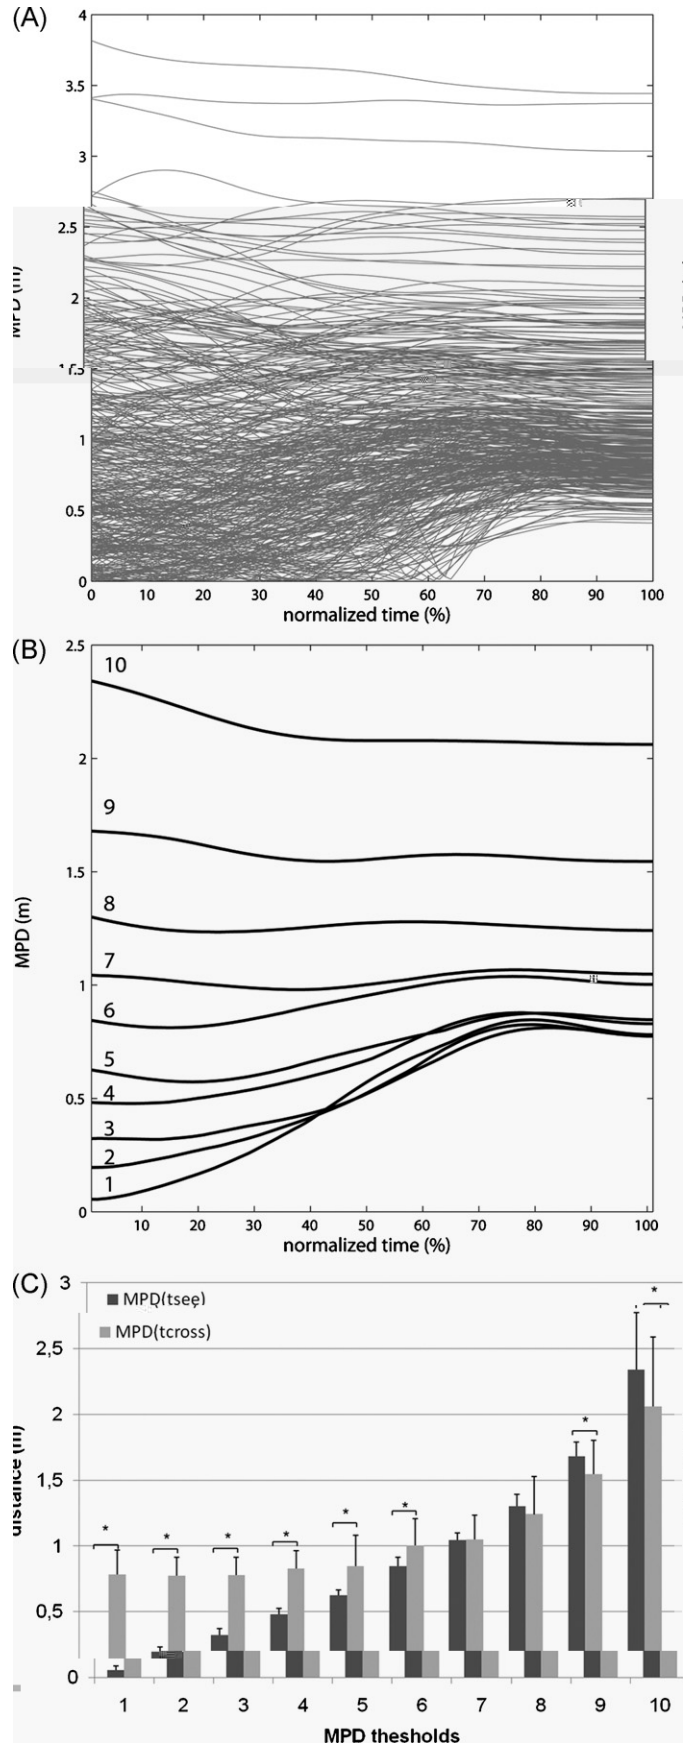 (A)
4
3.5
3
2.5
2
1
0.5
0
MPD (m)
0 10 20 30 40 50 60 70 80 90 100
normalized time (%)
(B)
2.5
2
1.5
1
0.5
0
MPD (m)
10
9
8
7
6
5
4
3
2
1
10 20 30 40 50 60 70 80 90 100
normalized time (%)
(C)
3
2,5
2
1,5
1
0,5
0
distance (m)
MPD(tsee)
MPD(tcross)
* * * * * * * *
1 2 3 4 5 6 7 8 9 10
MPD thesholds